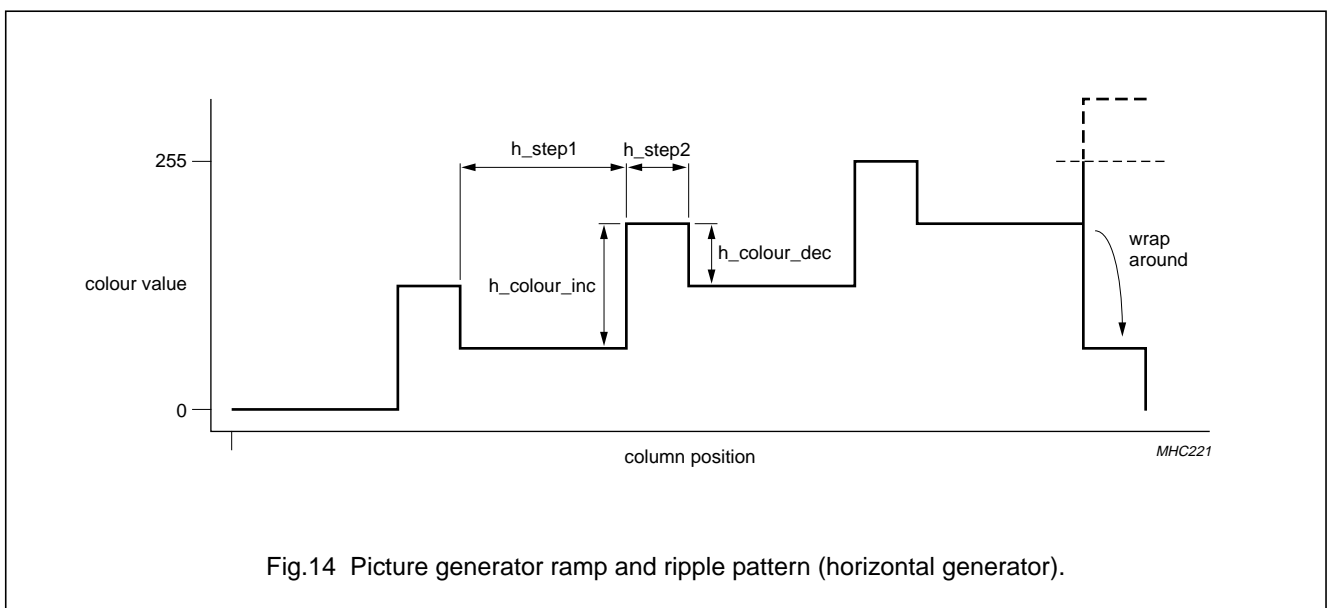 255
h_step1
h_step2
h_colour_dec
h_colour_inc
wrap
around
colour value
0
column position
MHC221
Fig.14 Picture generator ramp and ripple pattern (horizontal generator).